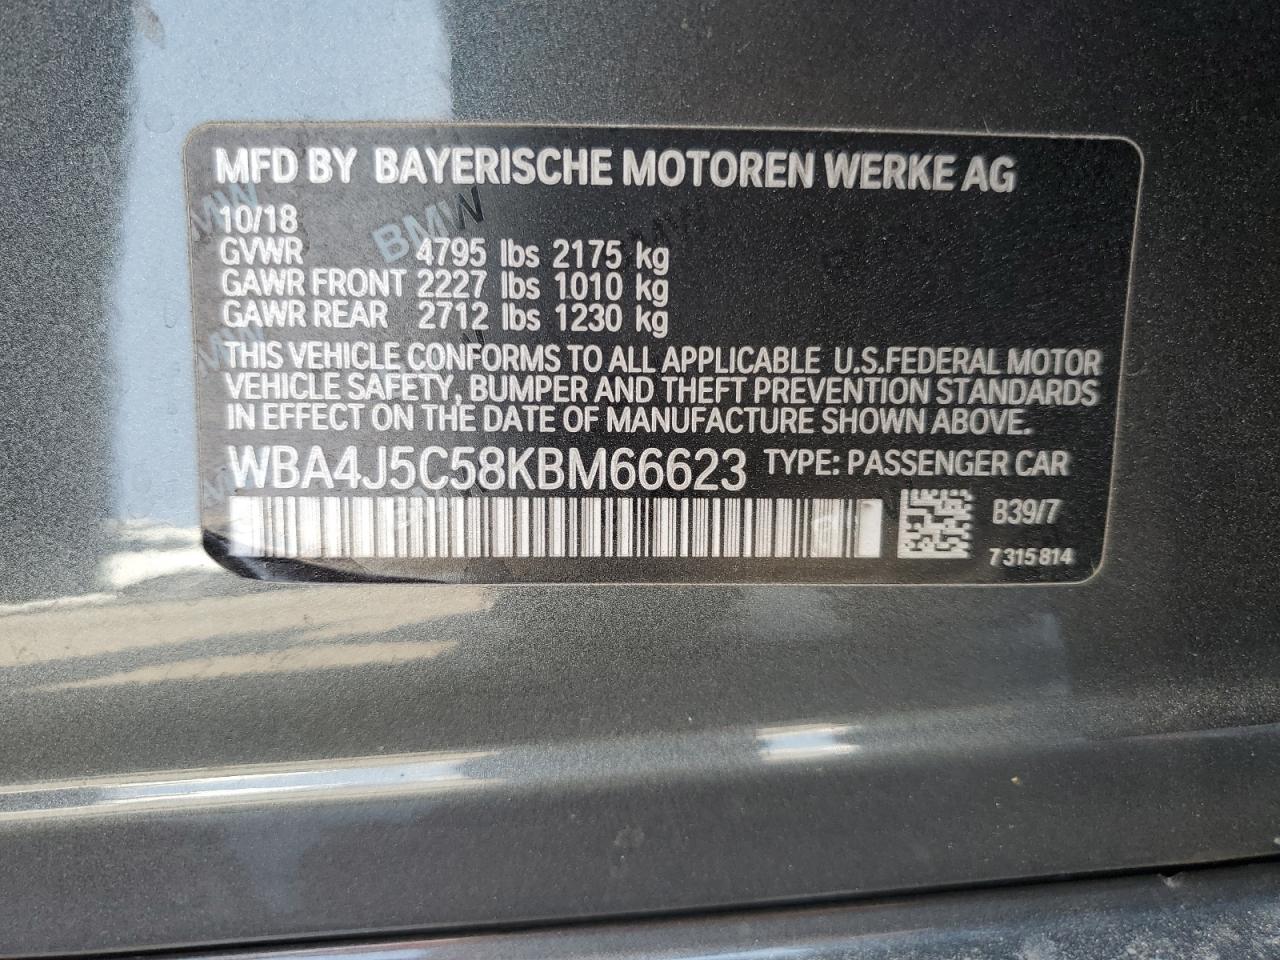 MFD BY BAYERISCHE MOTOREN WERKE AG
10/18
GVWR 4795 lbs 2175 kg
GAWR FRONT 2227 lbs 1010 kg
GAWR REAR 2712 lbs 1230 kg
THIS VEHICLE CONFORMS TO ALL APPLICABLE U.S.FEDERAL MOTOR
VEHICLE SAFETY, BUMPER AND THEFT PREVENTION STANDARDS
IN EFFECT ON THE DATE OF MANUFACTURE SHOWN ABOVE.
WBA4J5C58KBM66623 TYPE: PASSENGER CAR
B39/7
7 315 814
BMW